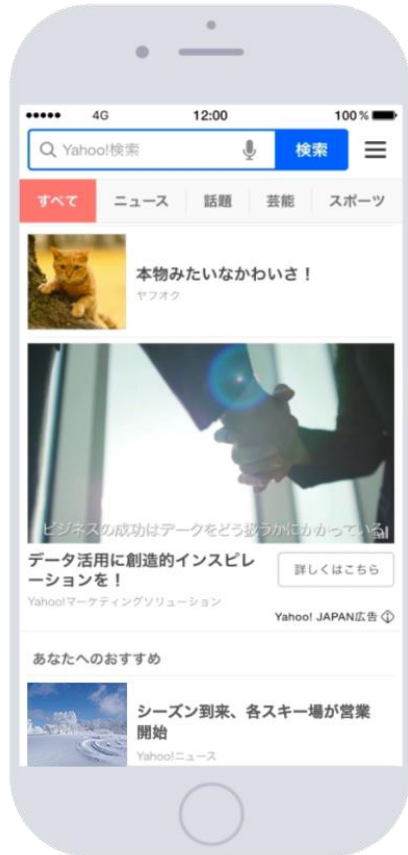 4G 12:00 100%
Yahoo!検索 検索
すべて ニュース 話題 芸能 スポーツ
本物みたいなかわいさ！
ヤフオク
ビジネスの成功はデータをどう扱うかにかかっている
データ活用に創造的インスピレ
ーションを！
詳しくはこちら
Yahoo!マーケティングソリューション
Yahoo! JAPAN広告
あなたへのおすすめ
シーズン到来、各スキー場が営業
開始
Yahoo!ニュース